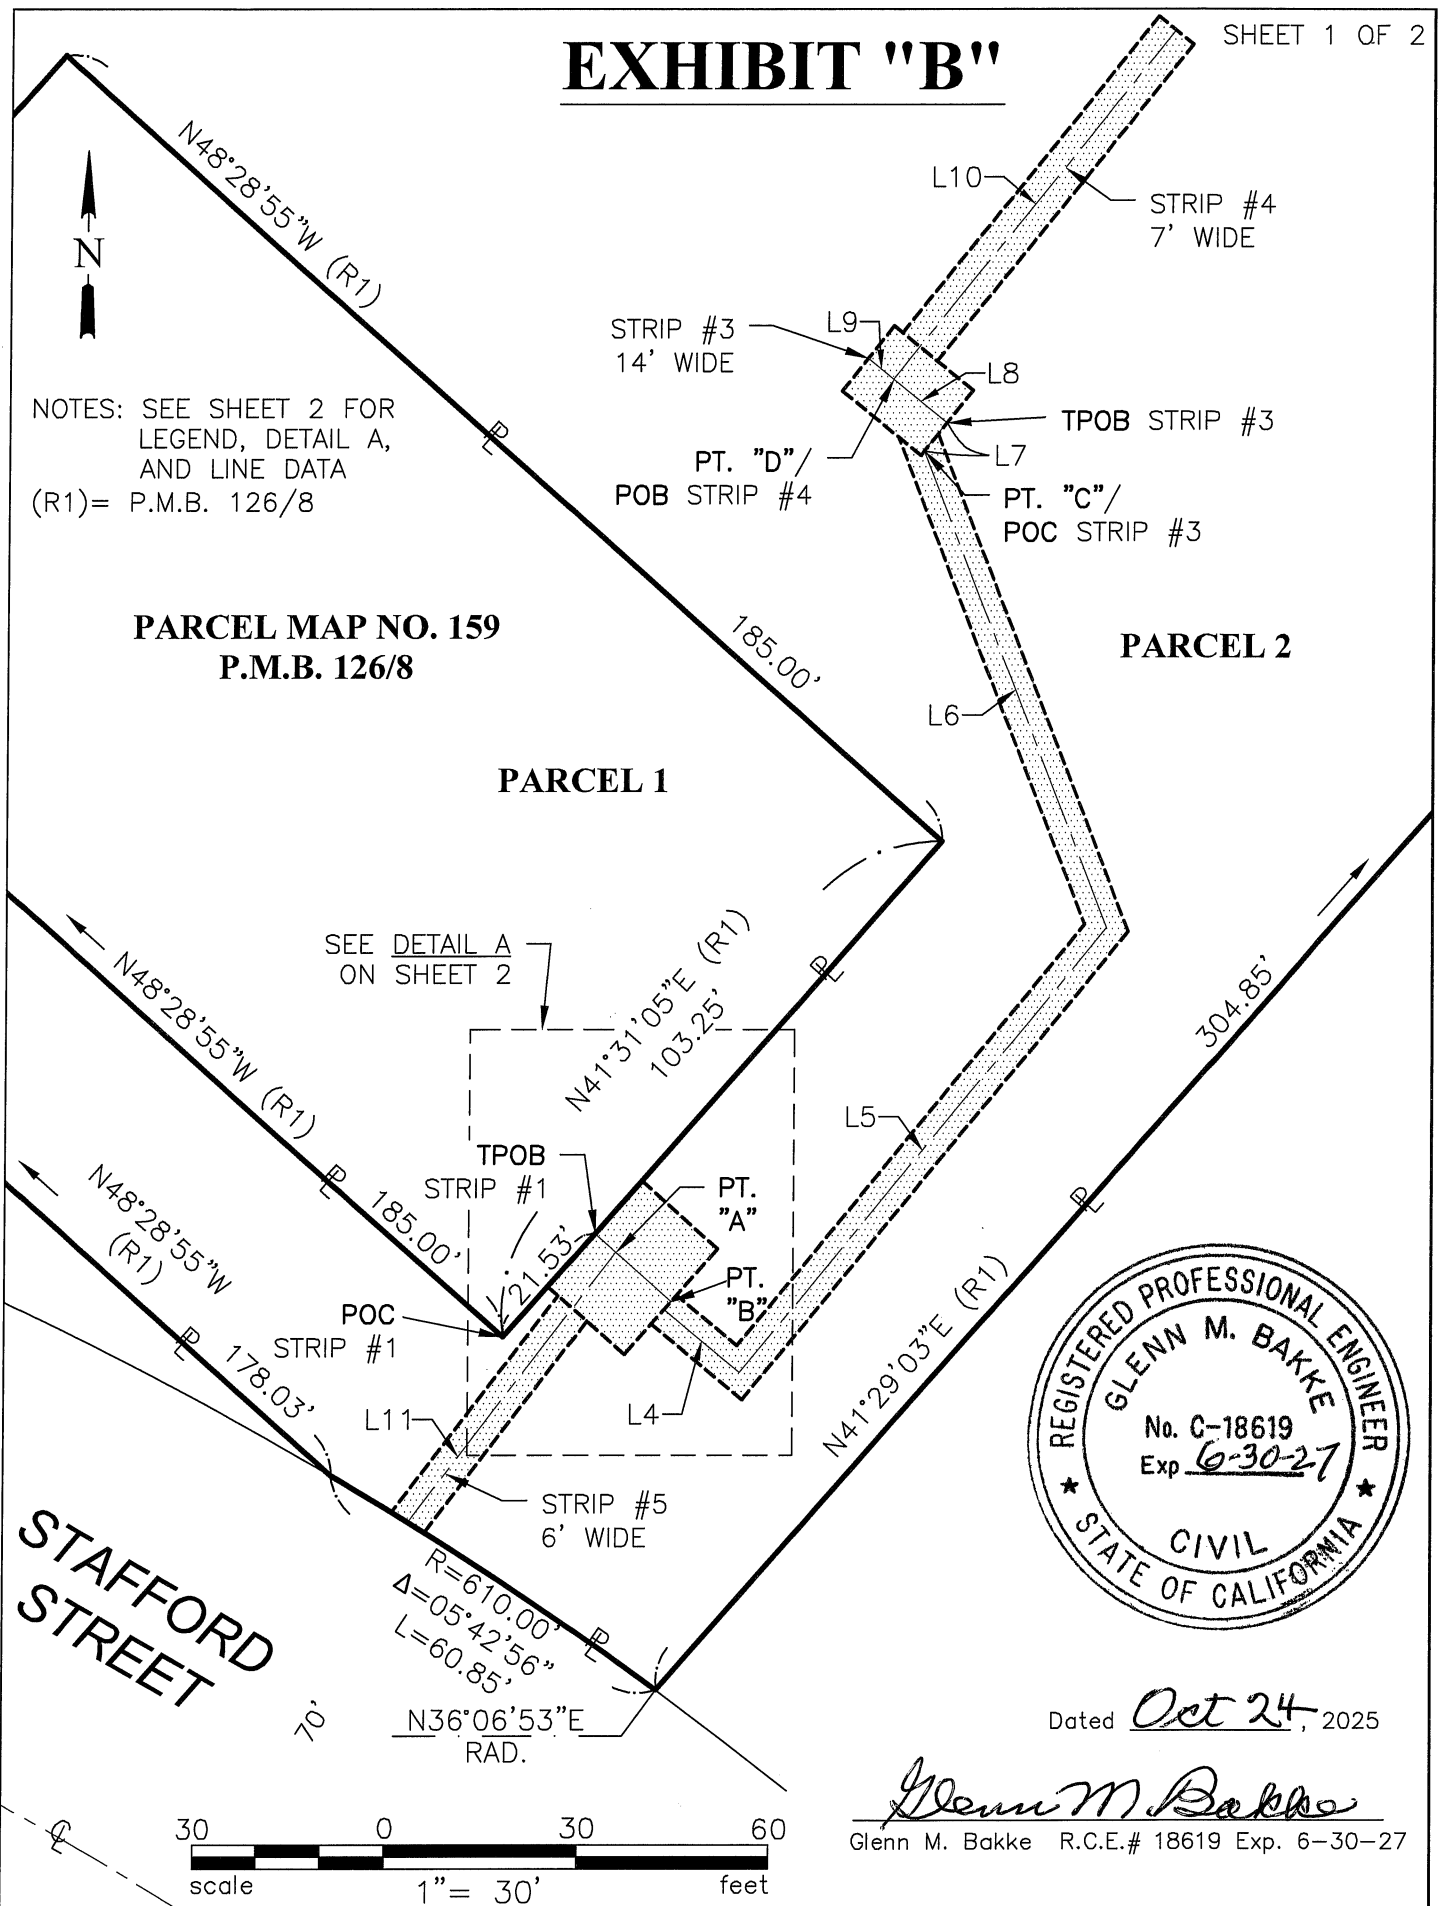 SHEET 1 OF 2
EXHIBIT "B"
N48°28'55"W (R1)
N
L10
STRIP #4
7' WIDE
STRIP #3
14' WIDE
L9
L8
TPOB STRIP #3
L7
PT. "D"/
POB STRIP #4
PT. "C"/
POC STRIP #3
NOTES: SEE SHEET 2 FOR
LEGEND, DETAIL A,
AND LINE DATA
(R1)= P.M.B. 126/8
PL
PARCEL MAP NO. 159
P.M.B. 126/8
185.00'
PARCEL 2
L6
PARCEL 1
SEE DETAIL A
ON SHEET 2
N41°31'05"E (R1)
103.25'
PL
N48°28'55"W (R1)
PL
185.00'
304.85'
L5
TPOB
STRIP #1
21.53'
PT.
"A"
PT.
"B"
PL
N48°28'55"W
(R1)
PL
178.03'
POC
STRIP #1
L11
L4
N41°29'03"E (R1)
STRIP #5
6' WIDE
REGISTERED PROFESSIONAL ENGINEER
GLENN M. BAKKE
No. C-18619
Exp 6-30-27
CIVIL
STATE OF CALIFORNIA
STAFFORD
STREET
R=610.00'
Δ=05°42'56"
L=60.85'
PL
70'
N36°06'53"E
RAD.
Dated Oct 24, 2025
Glenn M. Bakke
Glenn M. Bakke R.C.E.# 18619 Exp. 6-30-27
CL
30 0 30 60
scale 1"= 30' feet